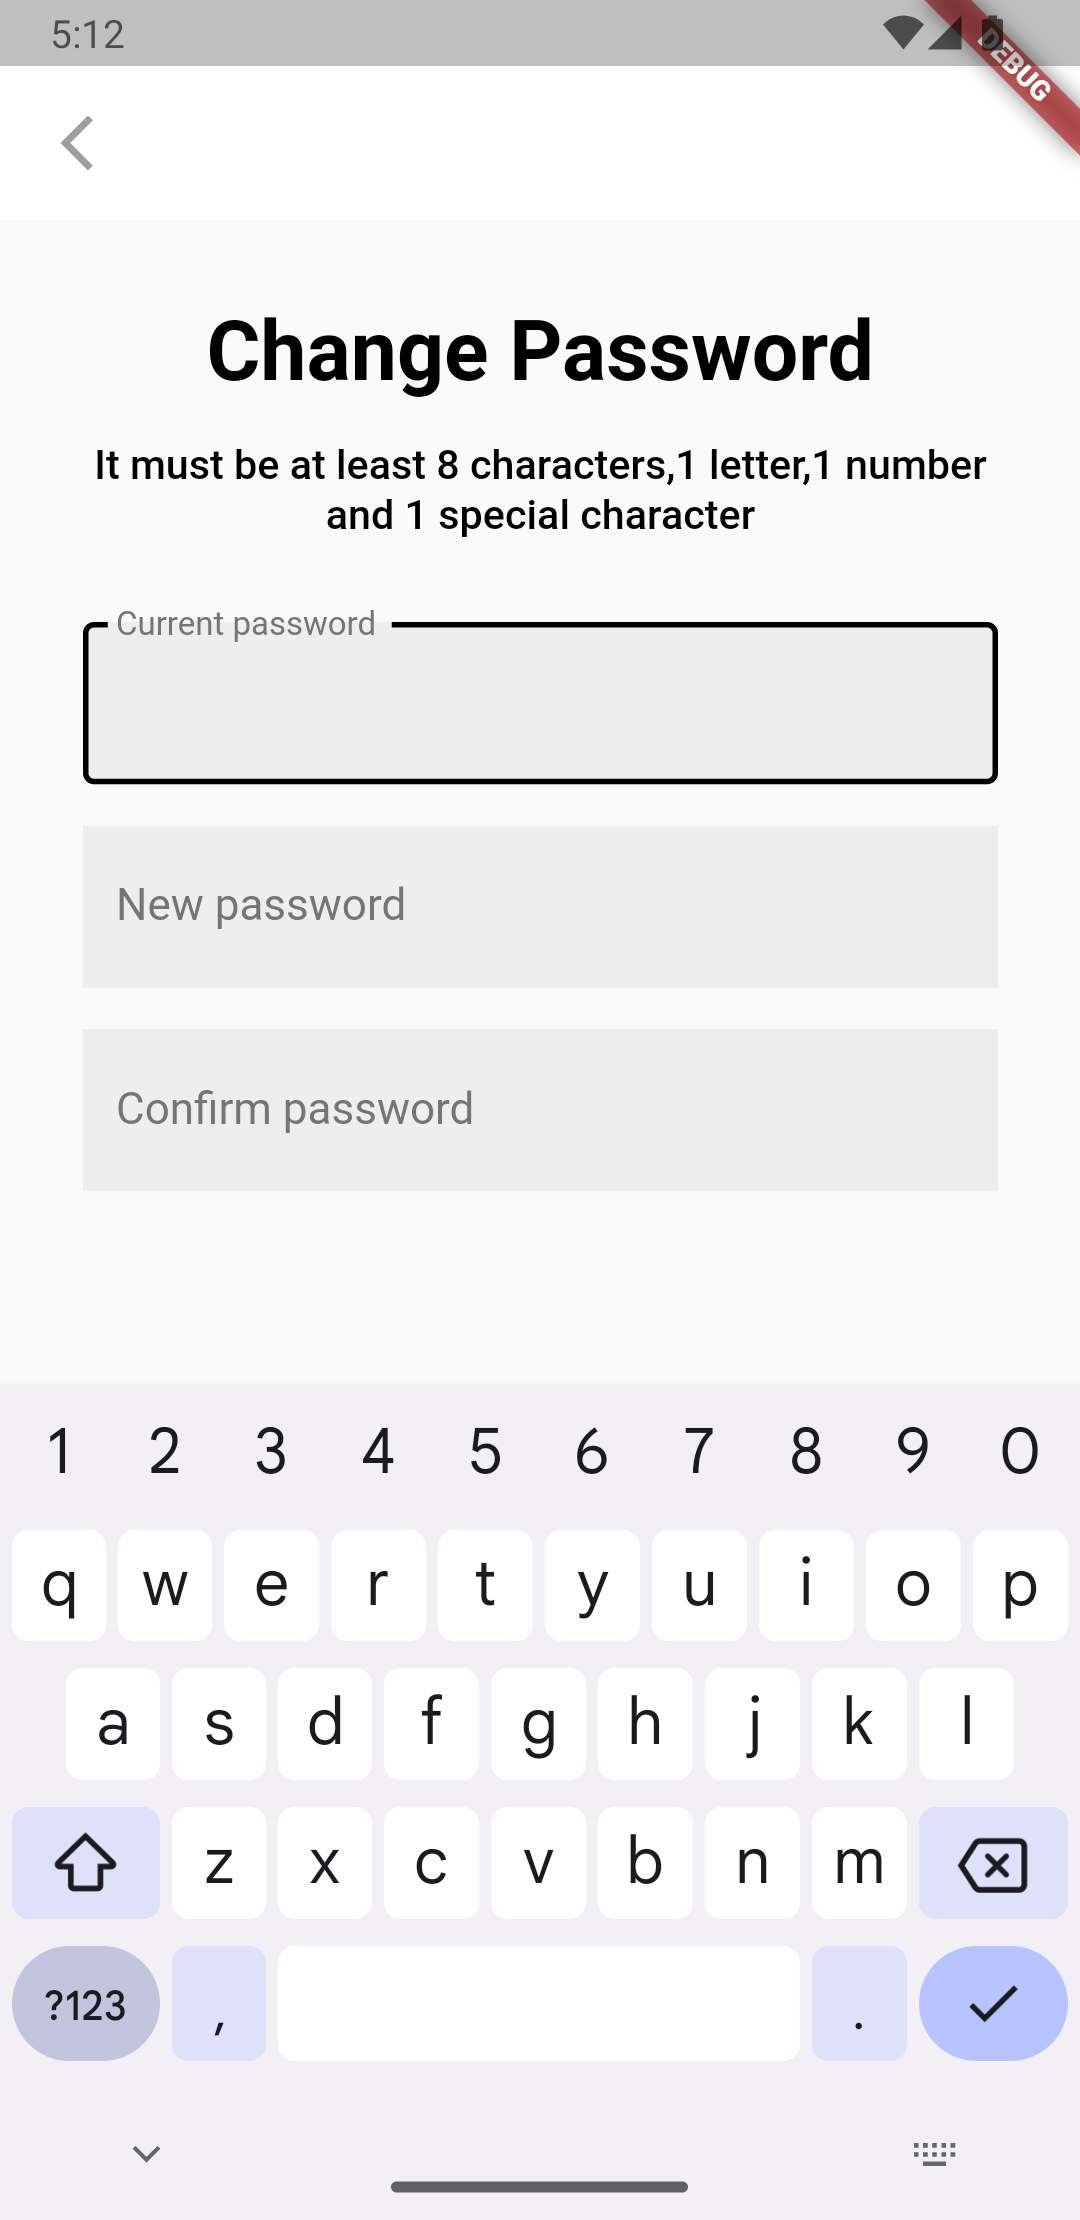 5:12
DEBUG
Change Password
It must be at least 8 characters,1 letter,1 number
and 1 special character
Current password
New password
Confirm password
1 2 3 4 5 6 7 8 9 0
q w e r t y u i o p
a s d f g h j k l
z x c v b n m
?123 , .